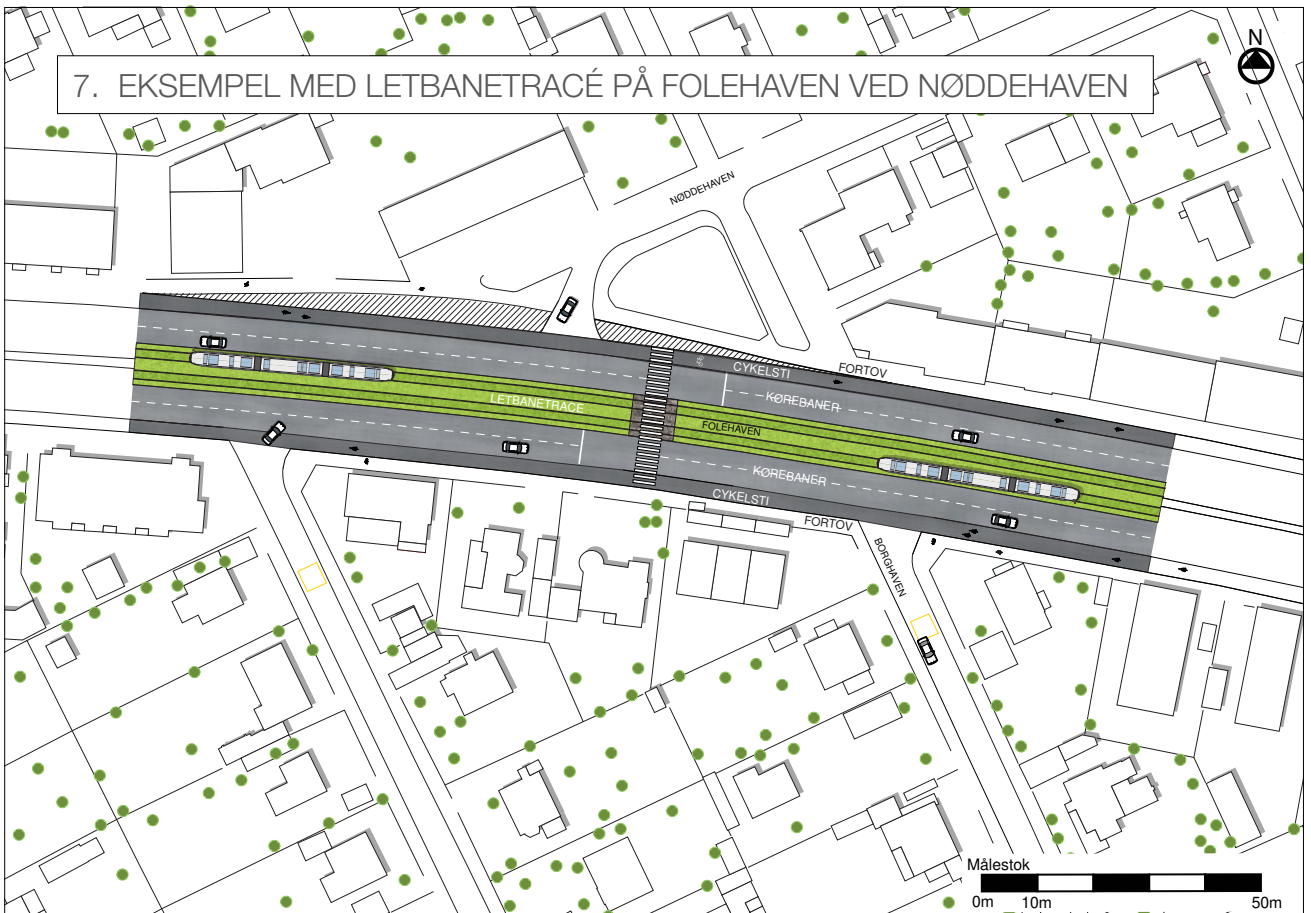 N
7. EKSEMPEL MED LETBANETRACÉ PÅ FOLEHAVEN VED NØDDEHAVEN
NØDDEHAVEN
CYKELSTI
FORTOV
KØREBANER
LETBANETRACE
FOLEHAVEN
KØREBANER
CYKELSTI
FORTOV
BORGHAVEN
Målestok
0m 10m 50m